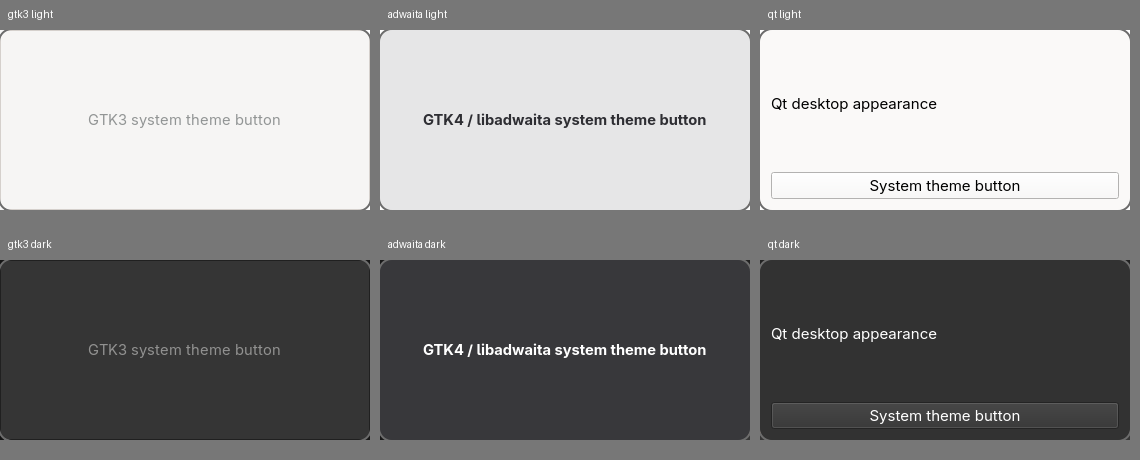 gtk3 light
adwaita light
qt light
GTK3 system theme button
GTK4 / libadwaita system theme button
Qt desktop appearance
System theme button
gtk3 dark
adwaita dark
qt dark
GTK3 system theme button
GTK4 / libadwaita system theme button
Qt desktop appearance
System theme button